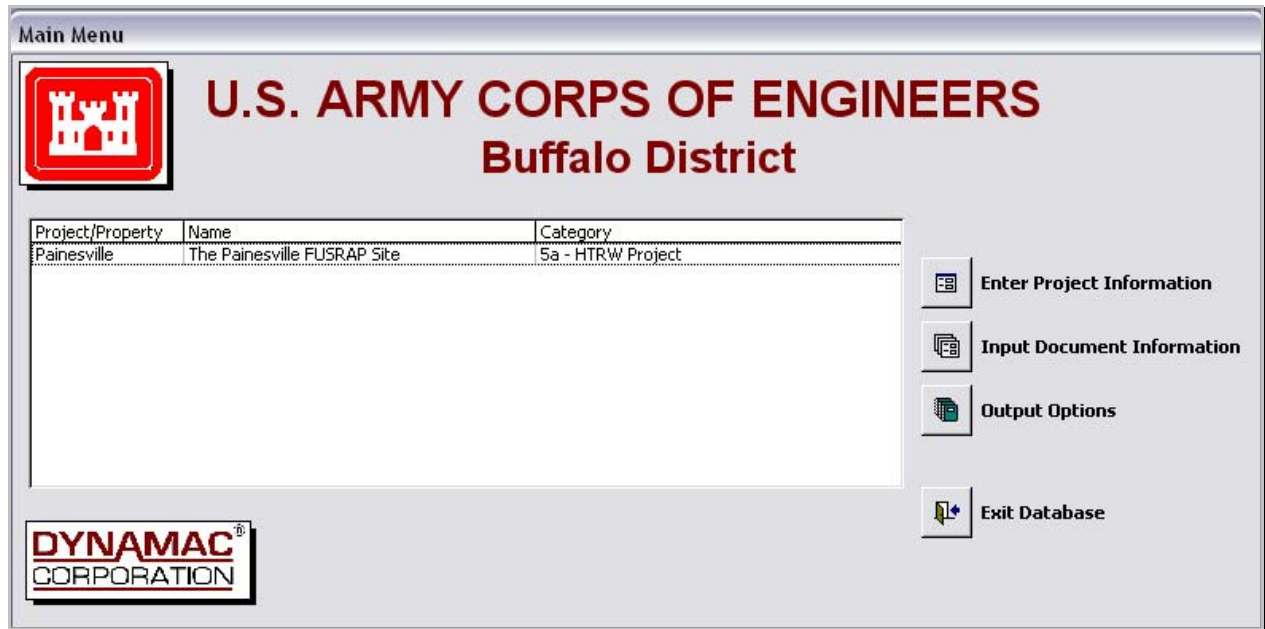 Main Menu
U.S. ARMY CORPS OF ENGINEERS
Buffalo District
Project/Property Name Category
Painesville The Painesville FUSRAP Site 5a - HTRW Project
Enter Project Information
Input Document Information
Output Options
Exit Database
DYNAMAC®
CORPORATION